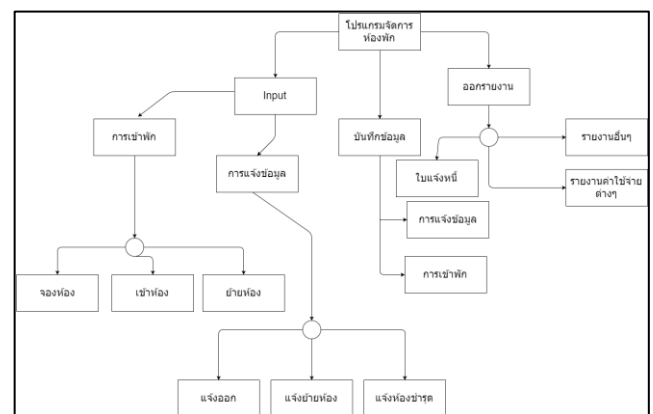 โปรแกรมจัดการ
ห้องพัก
Input
ออกรายงาน
การเข้าพัก
บันทึกข้อมูล
รายงานอื่นๆ
การแจ้งข้อมูล
ใบแจ้งหนี้
รายงานค่าใช้จ่าย
ต่างๆ
การแจ้งข้อมูล
การเข้าพัก
จองห้อง
เข้าห้อง
ย้ายห้อง
แจ้งออก
แจ้งย้ายห้อง
แจ้งห้องชำรุด